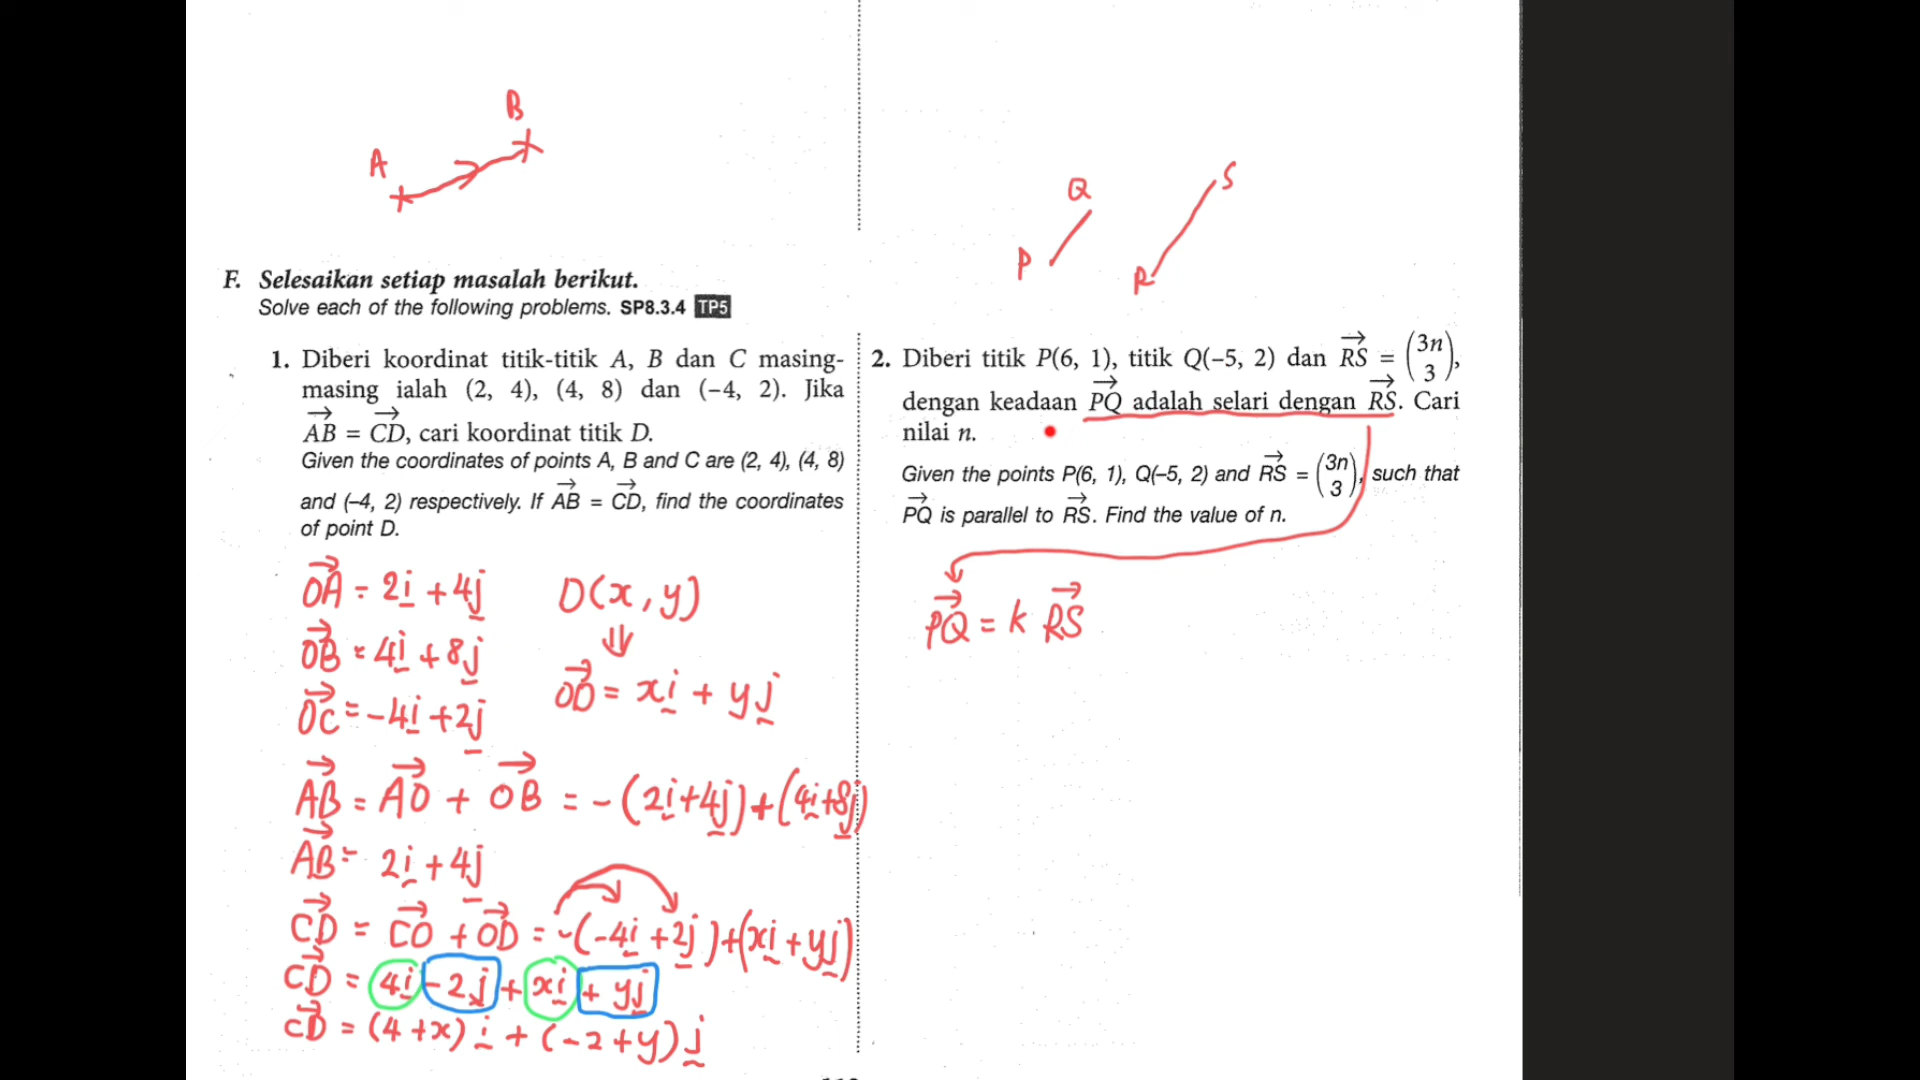 A
B
F. Selesaikan setiap masalah berikut.
Solve each of the following problems. SP8.3.4 TP5
1. Diberi koordinat titik-titik A, B dan C masing-
masing ialah (2, 4), (4, 8) dan (–4, 2). Jika
→AB = →CD, cari koordinat titik D.
Given the coordinates of points A, B and C are (2, 4), (4, 8)
and (–4, 2) respectively. If →AB = →CD, find the coordinates
of point D.
→OA = 2i + 4j
→OB = 4i + 8j
→OC = -4i + 2j
D(x, y)
⇓
→OD = xi + yj
→AB = →AO + →OB = -(2i+4j)+(4i+8j)
→AB = 2i + 4j
→CD = →CO + →OD = -(-4i+2j)+(xi+yj)
→CD = 4i - 2j + xi + yj
→CD = (4+x)i + (-2+y)j
P
Q
R
S
2. Diberi titik P(6, 1), titik Q(–5, 2) dan →RS = (3n 3),
dengan keadaan →PQ adalah selari dengan →RS. Cari
nilai n.
Given the points P(6, 1), Q(–5, 2) and →RS = (3n 3), such that
→PQ is parallel to →RS. Find the value of n.
→PQ = k →RS